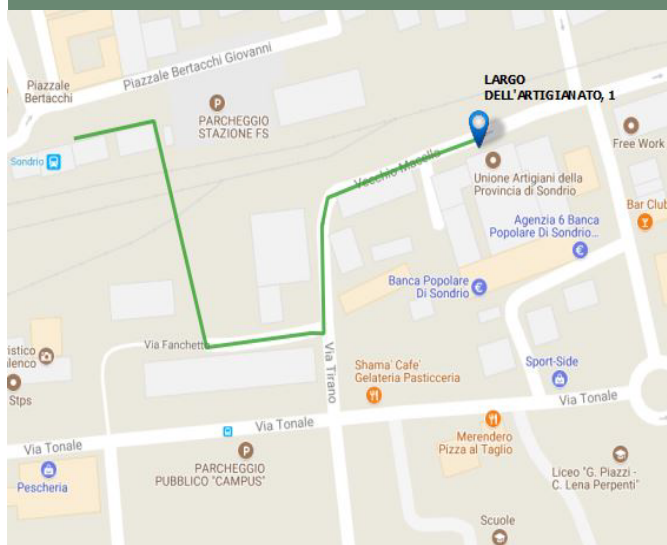 Piazzale
Bertacchi
Piazzale Bertacchi Giovanni
PARCHEGGIO
STAZIONE FS
LARGO
DELL'ARTIGIANATO, 1
Free Work
Sondrio
Vecchio Macello
Unione Artigiani della
Provincia di Sondrio
Bar Club
Agenzia 6 Banca
Popolare Di Sondrio...
Banca Popolare
Di Sondrio
Via Fanchetto
ristico
alenco
Stps
Via Tirano
Shama' Cafe'
Gelateria Pasticceria
Sport-Side
Via Tonale
Via Tonale
Via Tonale
Merendero
Pizza al Taglio
Pescheria
PARCHEGGIO
PUBBLICO "CAMPUS"
Liceo "G. Piazzi -
C. Lena Perpenti"
Scuole